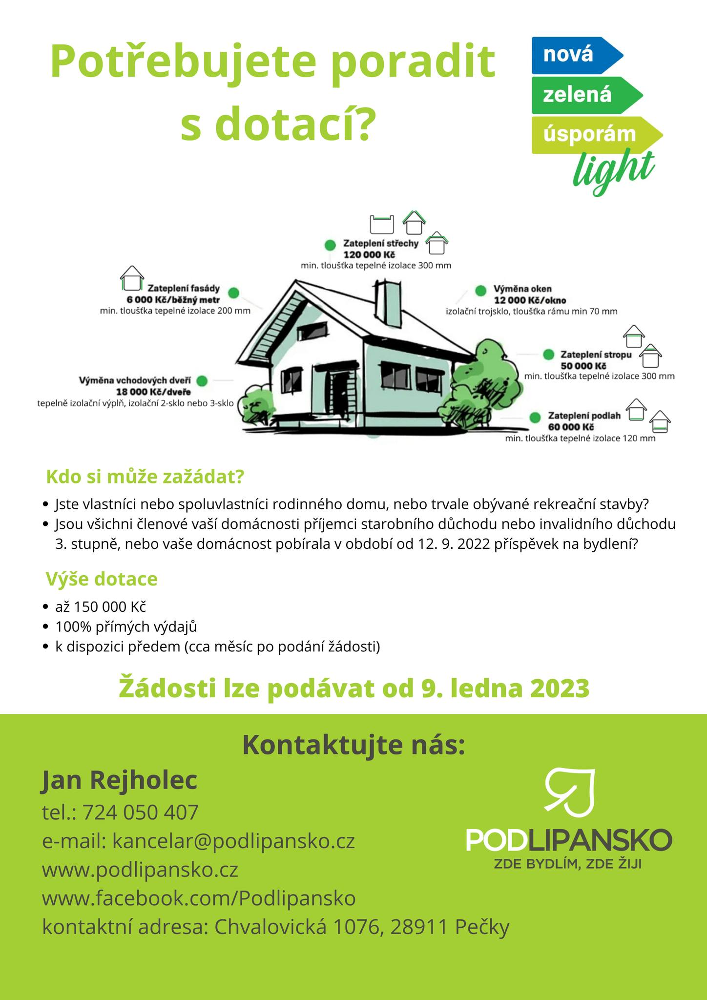 Potřebujete poradit
s dotací?
nová
zelená
úsporám
light
Zateplení střechy
120 000 Kč
min. tloušťka tepelné izolace 300 mm
Zateplení fasády
6 000 Kč/běžný metr
min. tloušťka tepelné izolace 200 mm
Výměna oken
12 000 Kč/okno
izolační trojsklo, tloušťka rámu min 70 mm
Zateplení stropu
50 000 Kč
min. tloušťka tepelné izolace 300 mm
Výměna vchodových dveří
18 000 Kč/dveře
tepelně izolační výplň, izolační 2-sklo nebo 3-sklo
Zateplení podlah
60 000 Kč
min. tloušťka tepelné izolace 120 mm
Kdo si může zažádat?
• Jste vlastníci nebo spoluvlastníci rodinného domu, nebo trvale obývané rekreační stavby?
• Jsou všichni členové vaší domácnosti příjemci starobního důchodu nebo invalidního důchodu
3. stupně, nebo vaše domácnost pobírala v období od 12. 9. 2022 příspěvek na bydlení?
Výše dotace
• až 150 000 Kč
• 100% přímých výdajů
• k dispozici předem (cca měsíc po podání žádosti)
Žádosti lze podávat od 9. ledna 2023
Kontaktujte nás:
Jan Rejholec
tel.: 724 050 407
e-mail: kancelar@podlipansko.cz
www.podlipansko.cz
www.facebook.com/Podlipansko
kontaktní adresa: Chvalovická 1076, 28911 Pečky
PODLIPANSKO
ZDE BYDLÍM, ZDE ŽIJI